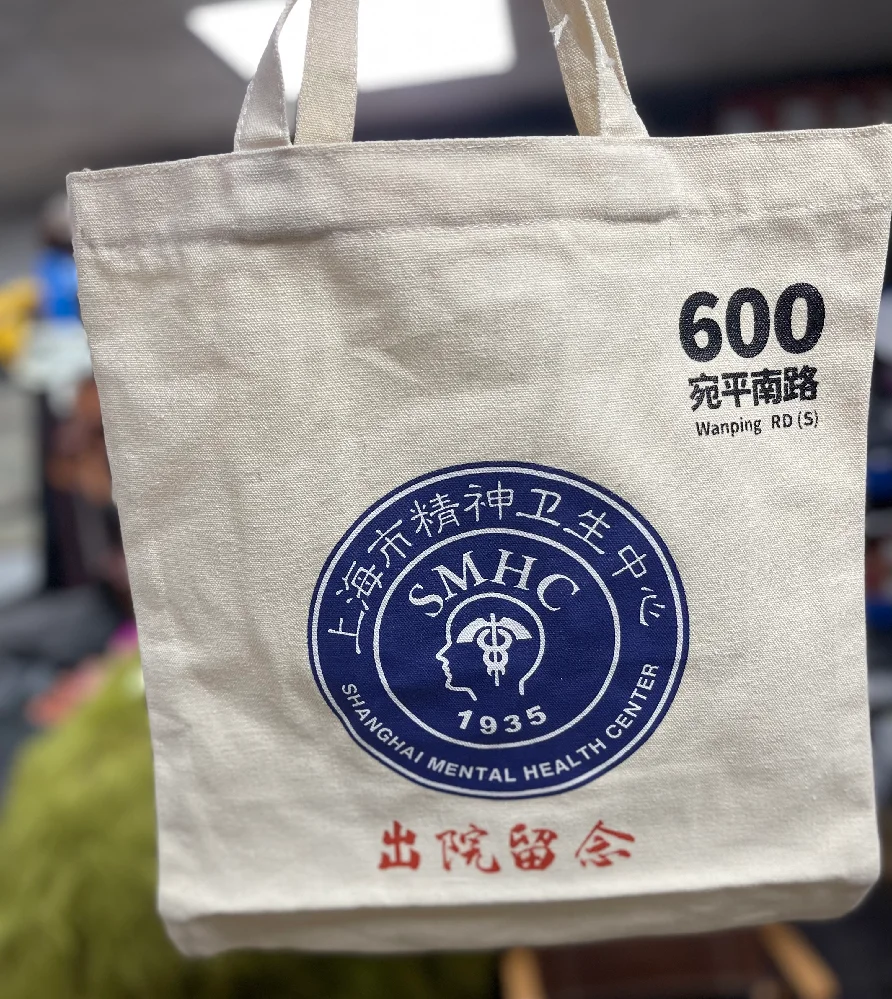 600
宛平南路
Wanping RD (S)
上海市精神卫生中心
SMHC
1935
SHANGHAI MENTAL HEALTH CENTER
出院留念